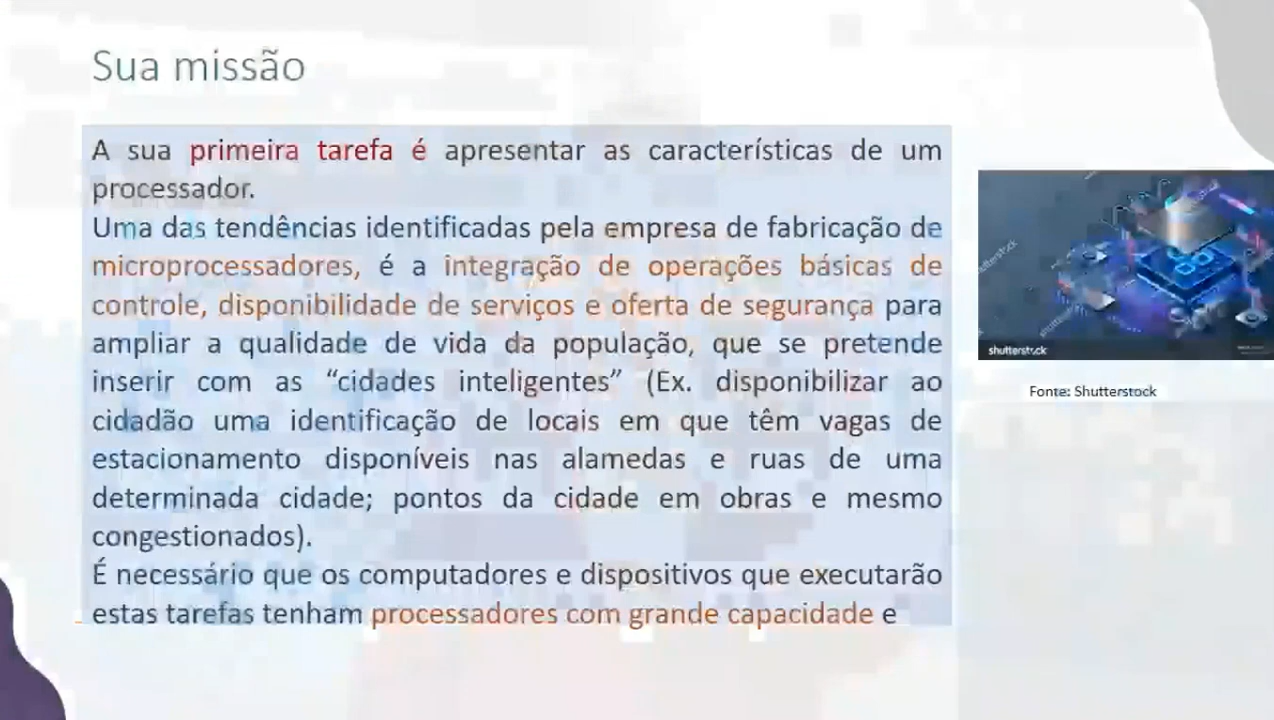 Sua missão
A sua primeira tarefa é apresentar as características de um
processador.
Uma das tendências identificadas pela empresa de fabricação de
microprocessadores, é a integração de operações básicas de
controle, disponibilidade de serviços e oferta de segurança para
ampliar a qualidade de vida da população, que se pretende
inserir com as “cidades inteligentes” (Ex. disponibilizar ao
cidadão uma identificação de locais em que têm vagas de
estacionamento disponíveis nas alamedas e ruas de uma
determinada cidade; pontos da cidade em obras e mesmo
congestionados).
É necessário que os computadores e dispositivos que executarão
estas tarefas tenham processadores com grande capacidade e
shutterstock
Fonte: Shutterstock